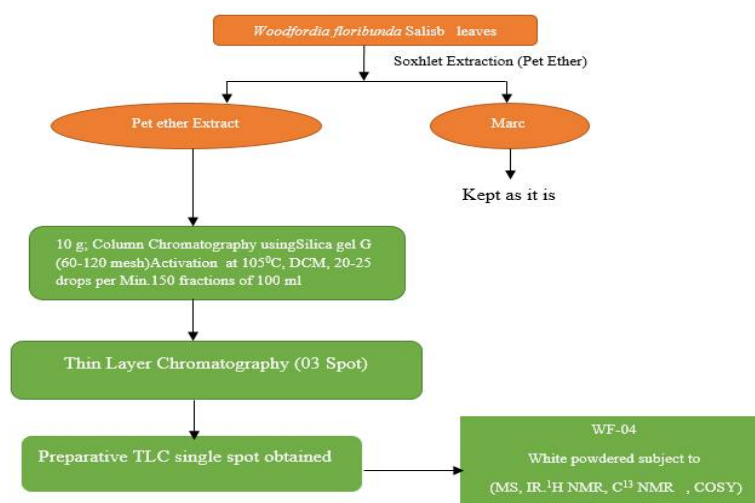 Woodfordia floribunda Salisb leaves
Soxhlet Extraction (Pet Ether)
Pet ether Extract
Marc
Kept as it is
10 g; Column Chromatography usingSilica gel G
(60-120 mesh)Activation at 105⁰C, DCM, 20-25
drops per Min.150 fractions of 100 ml
Thin Layer Chromatography (03 Spot)
Preparative TLC single spot obtained
WF-04
White powdered subject to
(MS, IR.¹H NMR, C¹³ NMR , COSY)